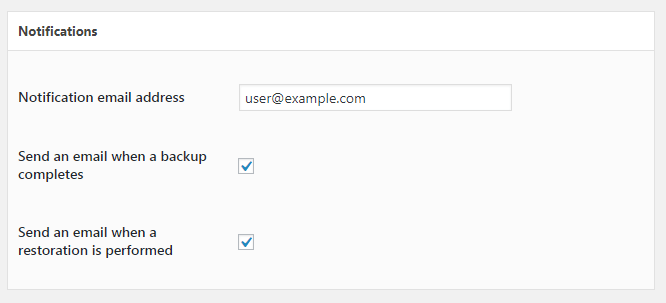 Notifications
Notification email address
user@example.com
Send an email when a backup
completes
Send an email when a
restoration is performed